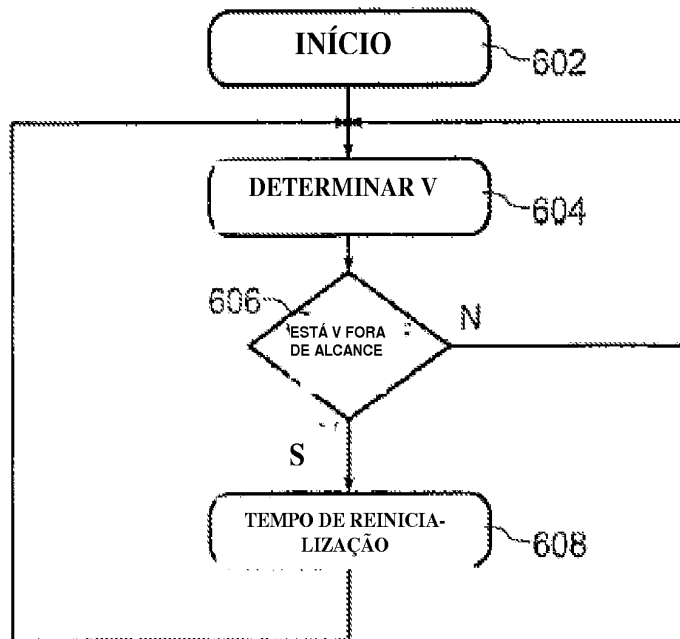 INÍCIO
602
DETERMINAR V
604
606
ESTÁ V FORA
DE ALCANCE
N
S
TEMPO DE REINICIA-
LIZAÇÃO
608